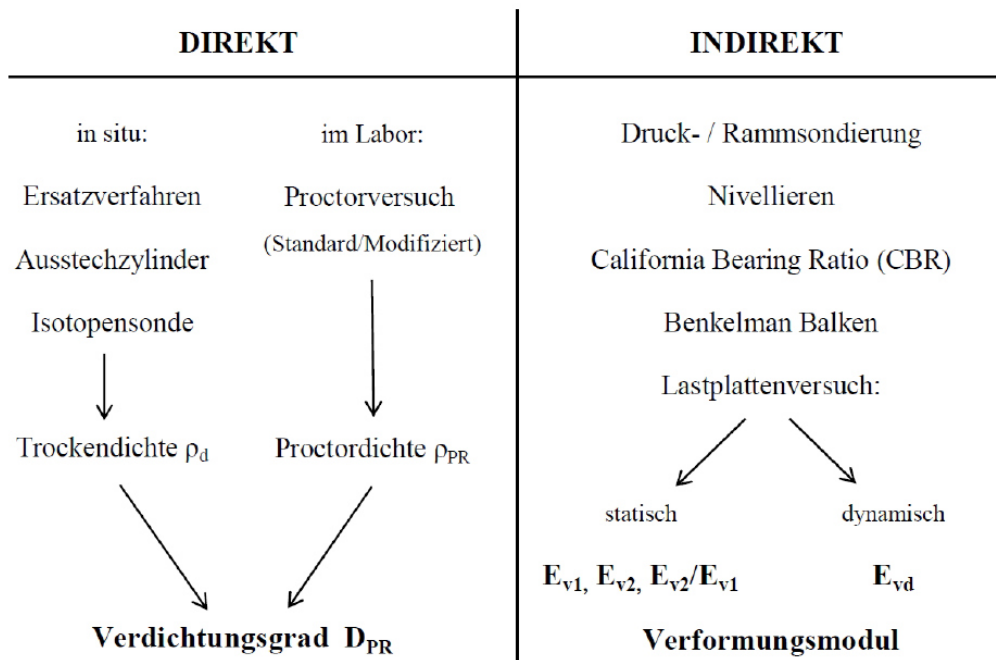 DIREKT
in situ:
Ersatzverfahren
Ausstechzylinder
Isotopensonde
Trockendichte ρd
im Labor:
Proctorversuch
(Standard/Modifiziert)
Proctordichte ρPR
Verdichtungsgrad DPR
INDIREKT
Druck- / Rammsondierung
Nivellieren
California Bearing Ratio (CBR)
Benkelman Balken
Lastplattenversuch:
statisch
Ev1, Ev2, Ev2/Ev1
dynamisch
Evd
Verformungsmodul